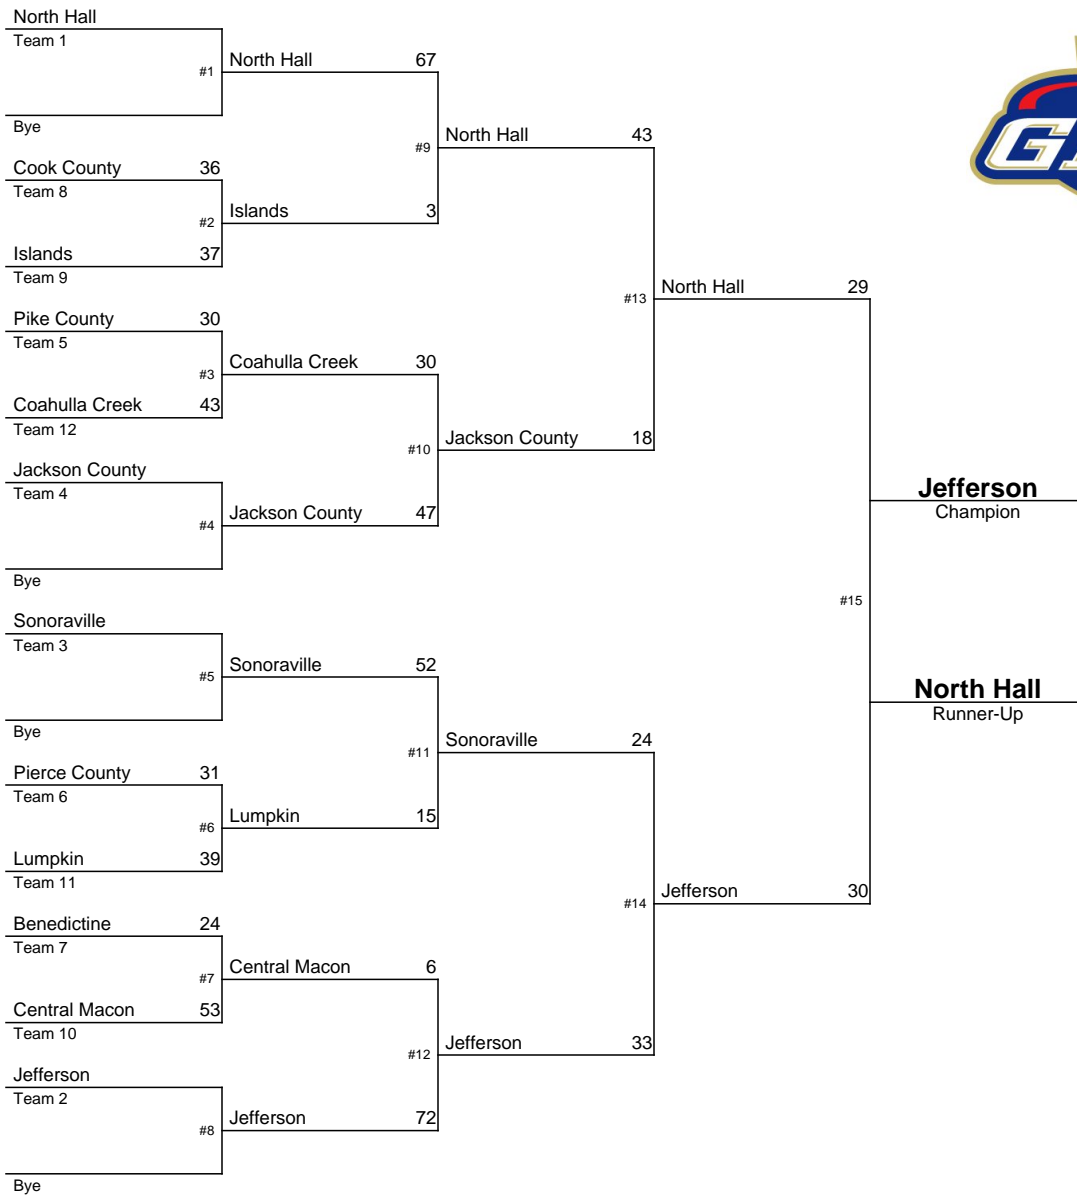 North Hall
Team 1
#1
North Hall 67
Bye
#9
North Hall 43
Cook County 36
Team 8
#2
Islands 3
Islands 37
Team 9
#13
North Hall 29
Pike County 30
Team 5
#3
Coahulla Creek 30
Coahulla Creek 43
Team 12
#10
Jackson County 18
Jackson County
Team 4
#4
Jackson County 47
Bye
Jefferson
Champion
#15
North Hall
Runner-Up
Sonoraville
Team 3
#5
Sonoraville 52
Bye
#11
Sonoraville 24
Pierce County 31
Team 6
#6
Lumpkin 15
Lumpkin 39
Team 11
#14
Jefferson 30
Benedictine 24
Team 7
#7
Central Macon 6
Central Macon 53
Team 10
#12
Jefferson 33
Jefferson
Team 2
#8
Jefferson 72
Bye